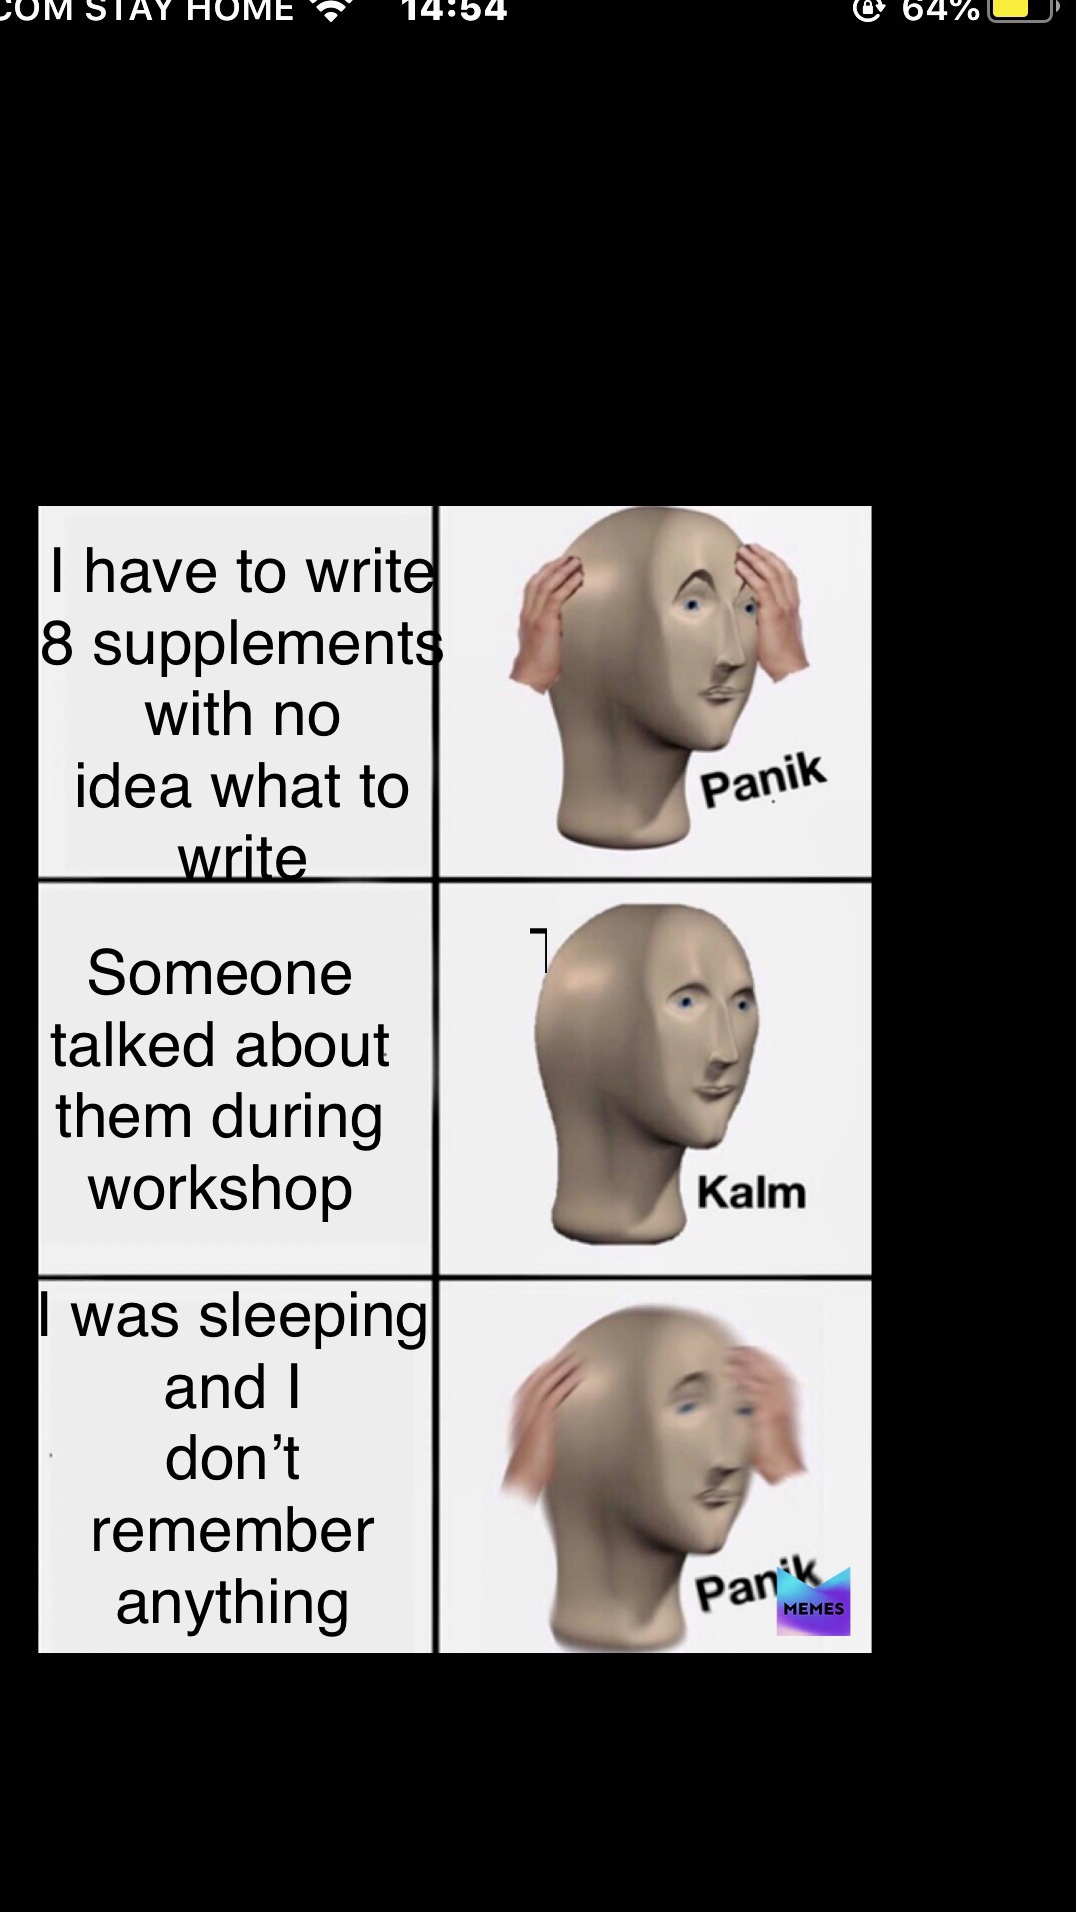 COM STAY HOME 14:54 64%
I have to write
8 supplements
with no
idea what to
write
Panik
Someone
talked about
them during
workshop
Kalm
I was sleeping
and I
don’t
remember
anything
Panik
MEMES